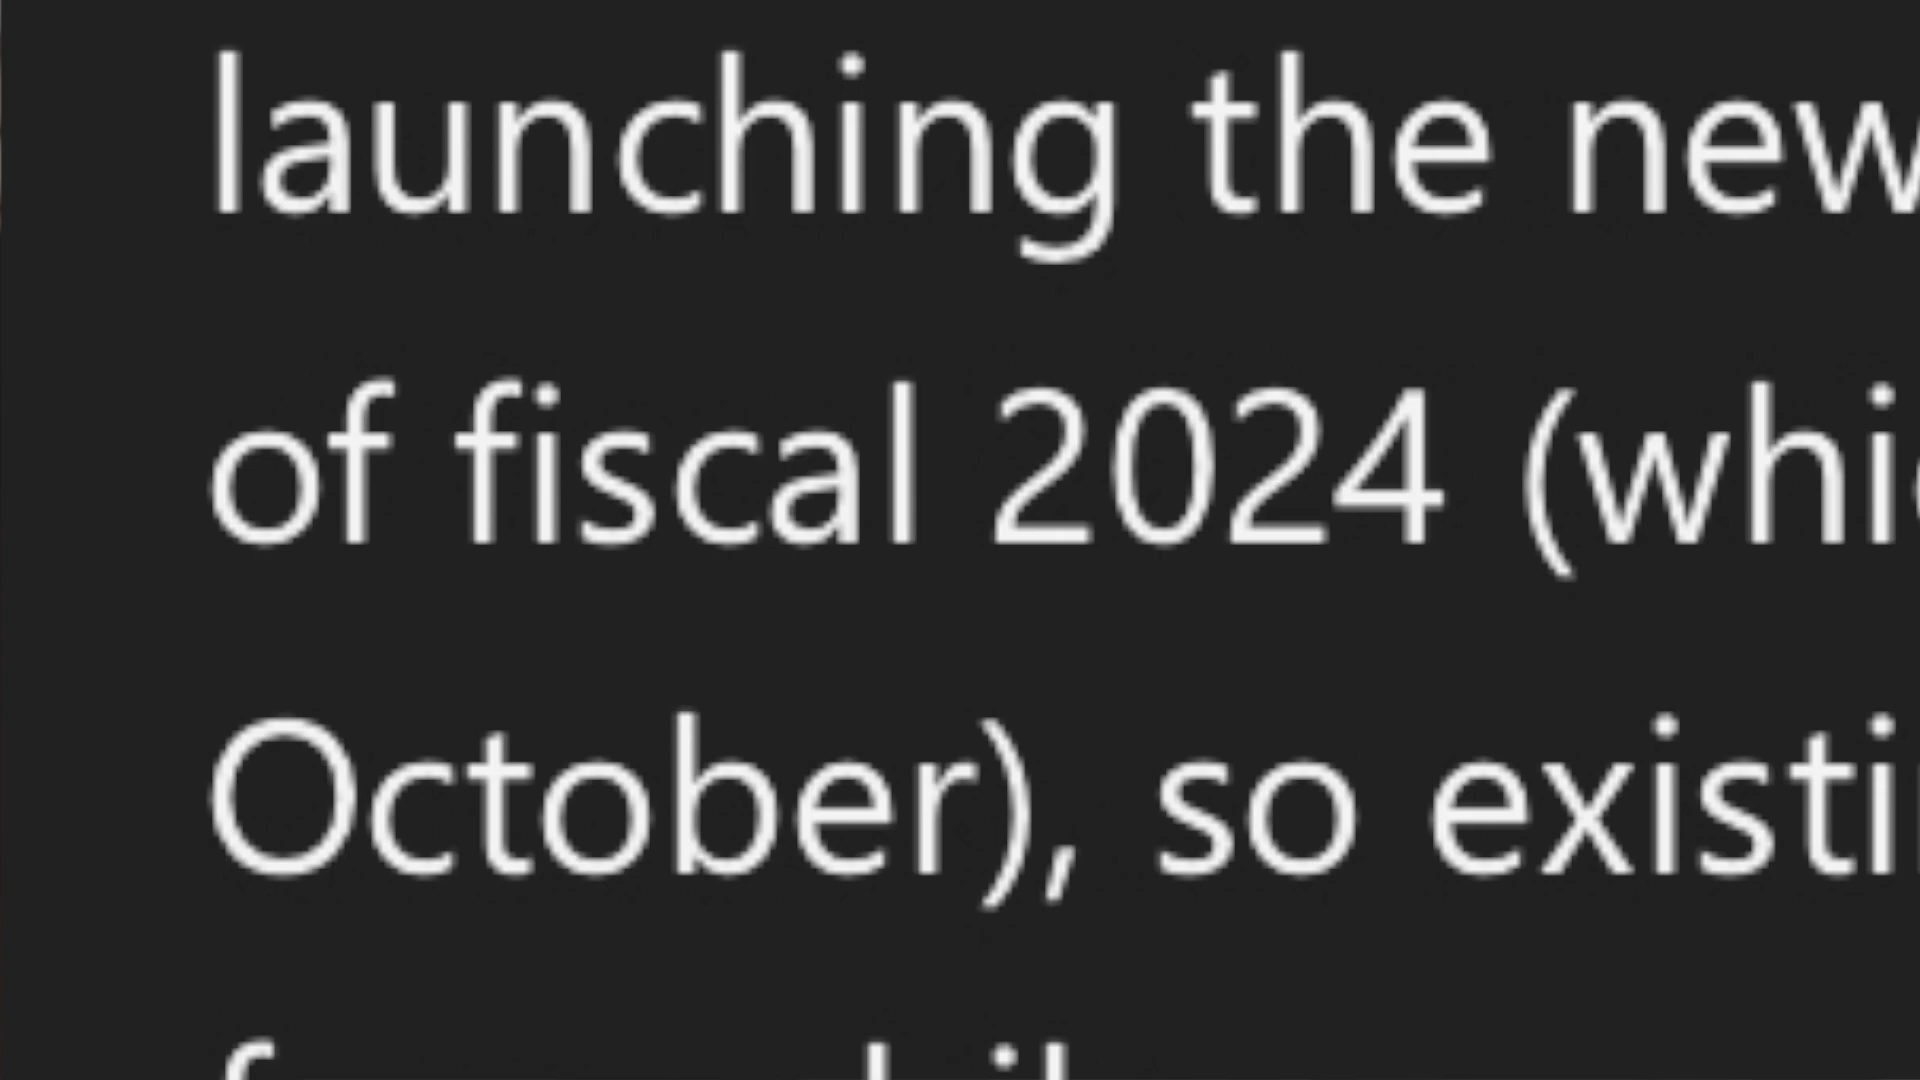 launching the new
of fiscal 2024 (whi
October), so existi